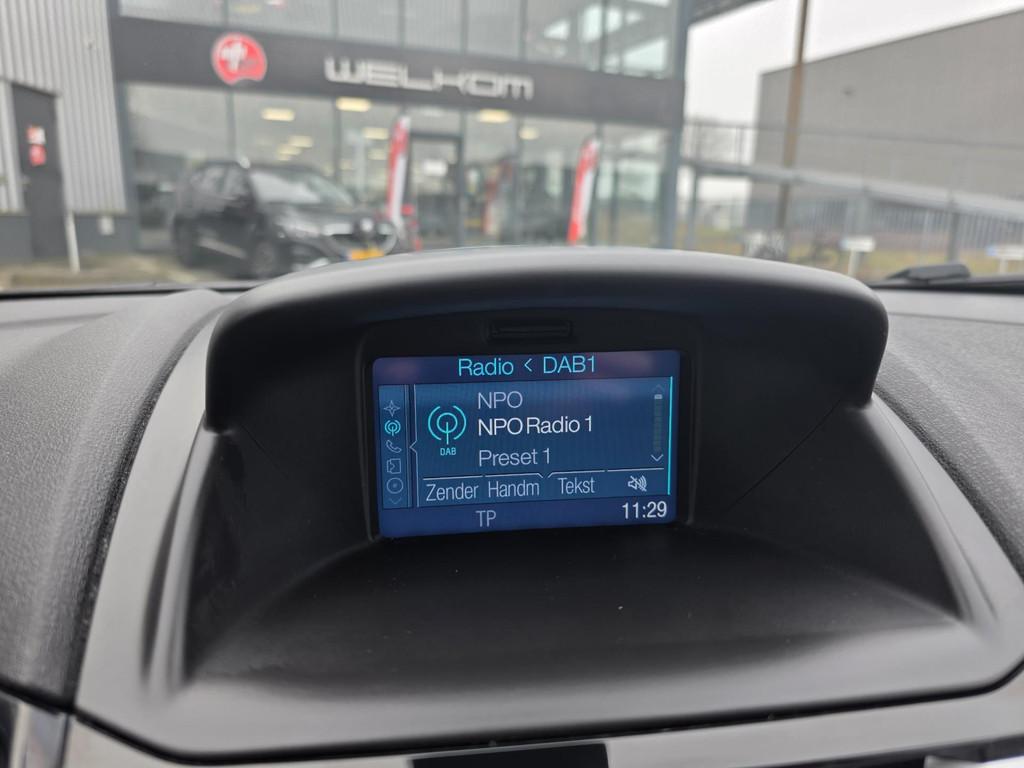 WELKOM
Radio < DAB1
NPO
NPO Radio 1
DAB
Preset 1
Zender Handm Tekst
TP 11:29